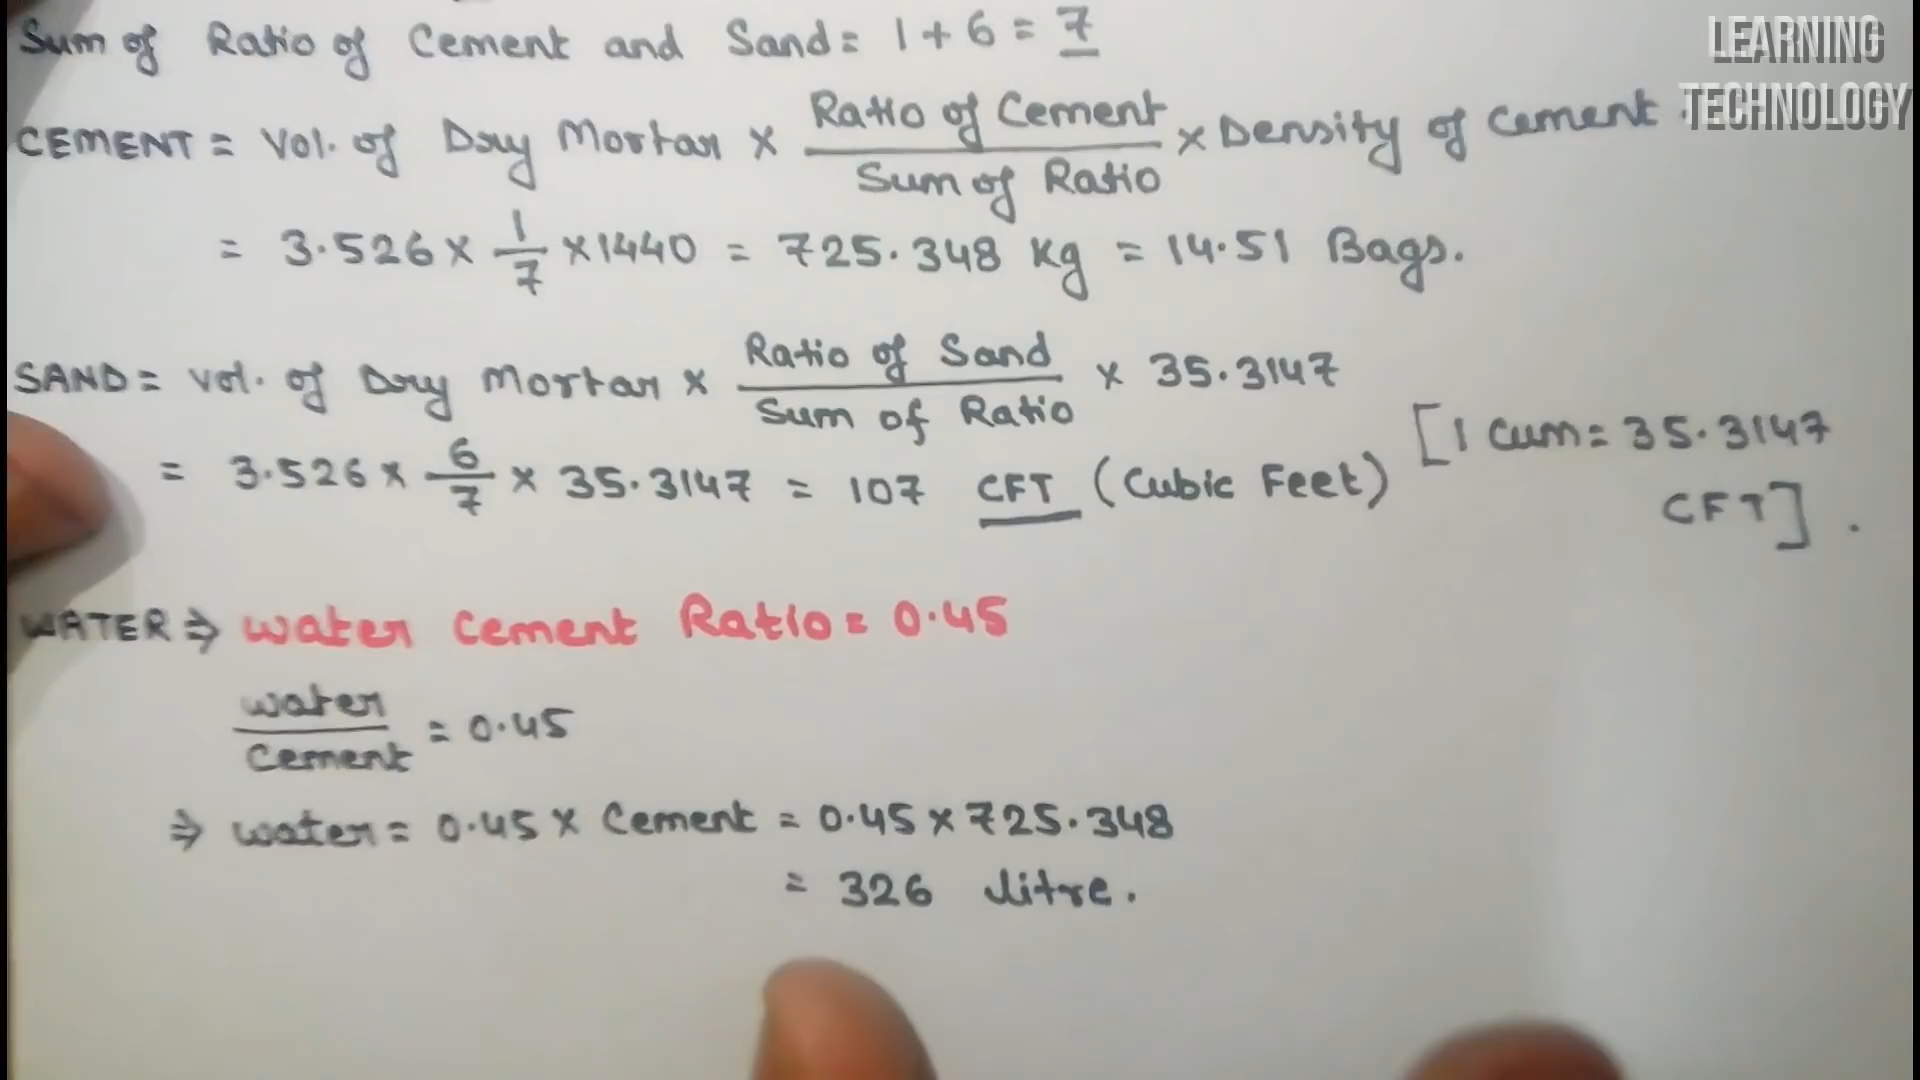 Sum of Ratio of Cement and Sand = 1 + 6 = 7
LEARNING
TECHNOLOGY
CEMENT = Vol. of Dry Mortar × Ratio of Cement / Sum of Ratio × Density of Cement.
= 3.526 × 1/7 × 1440 = 725.348 Kg = 14.51 Bags.
SAND = Vol. of Dry Mortar × Ratio of Sand / Sum of Ratio × 35.3147
= 3.526 × 6/7 × 35.3147 = 107 CFT (Cubic Feet)
[1 Cum = 35.3147
CFT].
WATER ⇒ Water Cement Ratio = 0.45
water / Cement = 0.45
⇒ water = 0.45 × Cement = 0.45 × 725.348
= 326 litre.